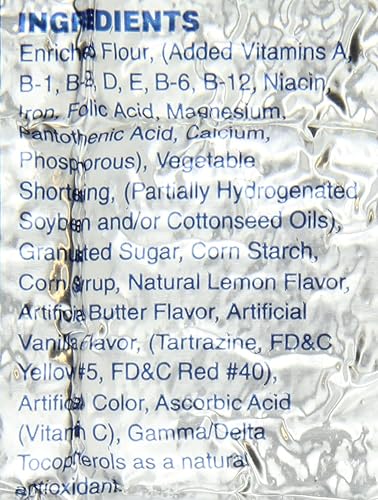 INGREDIENTS
Enriched Flour, (Added Vitamins A,
B-1, B-2, D, E, B-6, B-12, Niacin,
Iron, Folic Acid, Magnesium,
Pantothenic Acid, Calcium,
Phosporous), Vegetable
Shortening, (Partially Hydrogenated
Soybean and/or Cottonseed Oils),
Granulated Sugar, Corn Starch,
Corn Syrup, Natural Lemon Flavor,
Artificial Butter Flavor, Artificial
Vanilla Flavor, (Tartrazine, FD&C
Yellow #5, FD&C Red #40),
Artificial Color, Ascorbic Acid
(Vitamin C), Gamma/Delta
Tocopherols as a natural
antioxidant.